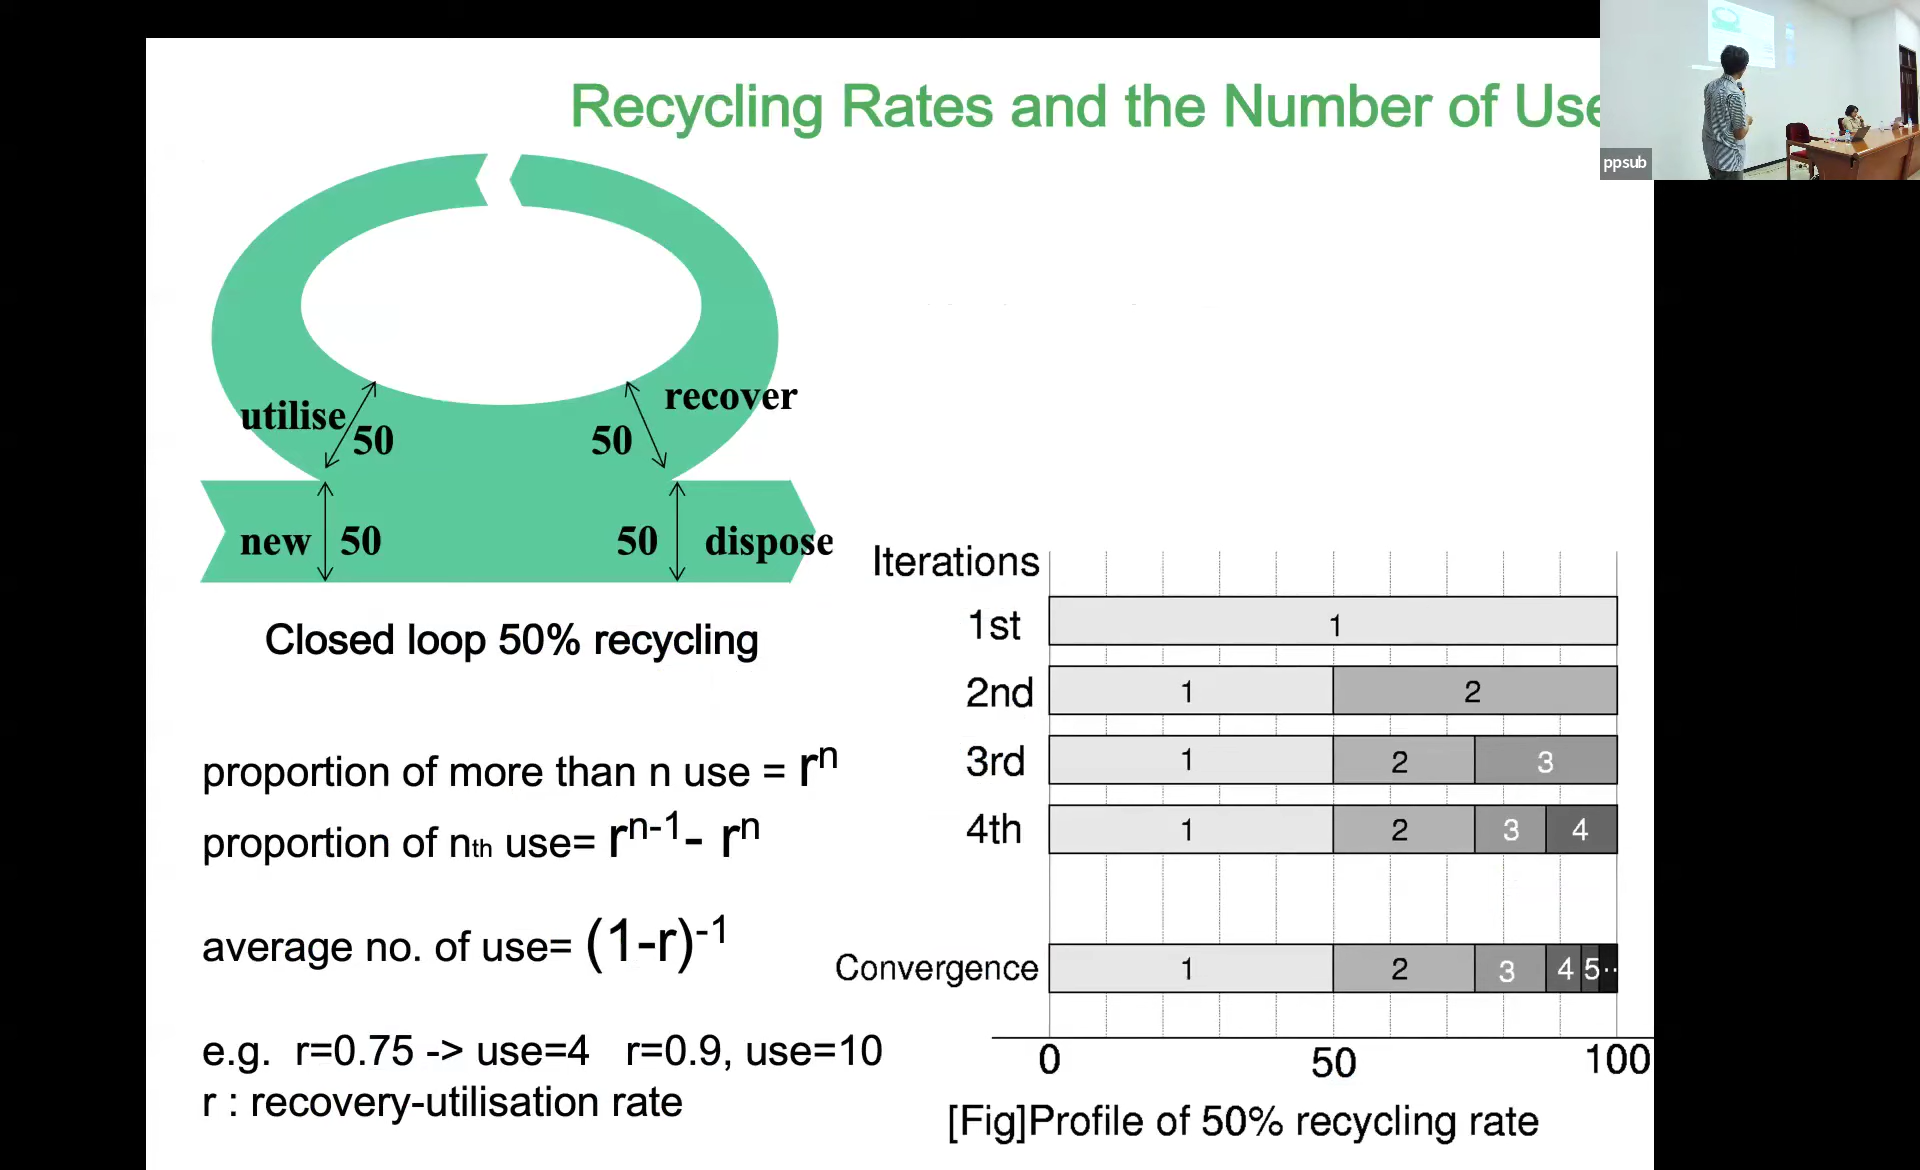 Recycling Rates and the Number of Use
ppsub
utilise
50
50
recover
new
50
50
dispose
Closed loop 50% recycling
proportion of more than n use = rⁿ
proportion of nth use= rⁿ⁻¹- rⁿ
average no. of use= (1-r)⁻¹
e.g. r=0.75 -> use=4 r=0.9, use=10
r : recovery-utilisation rate
Iterations
1st 1
2nd 1 2
3rd 1 2 3
4th 1 2 3 4
Convergence 1 2 3 4 5··
0 50 100
[Fig]Profile of 50% recycling rate